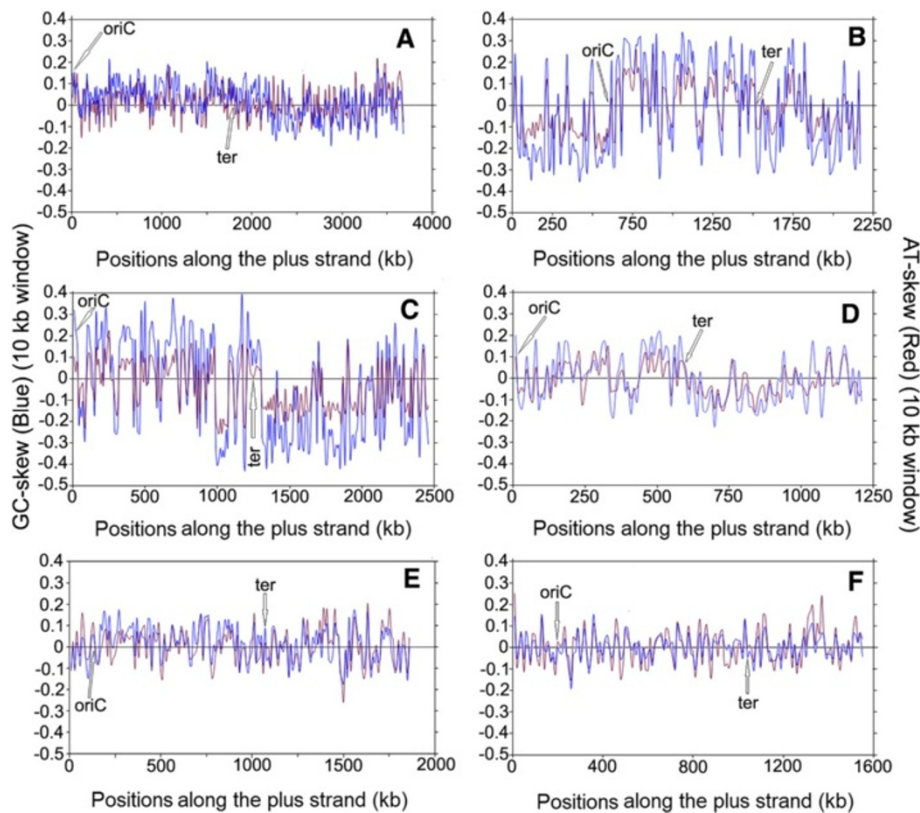 0.4
0.3
0.2
0.1
0
-0.1
-0.2
-0.3
-0.4
-0.5
oriC
A
ter
0 1000 2000 3000 4000
Positions along the plus strand (kb)
0.4
0.3
0.2
0.1
0
-0.1
-0.2
-0.3
-0.4
-0.5
oriC
ter
B
0 250 500 750 1000 1250 1500 1750 2250
Positions along the plus strand (kb)
GC-skew (Blue) (10 kb window)
AT-skew (Red) (10 kb window)
0.4
0.3
0.2
0.1
0
-0.1
-0.2
-0.3
-0.4
-0.5
oriC
C
ter
0 500 1000 1500 2000 2500
Positions along the plus strand (kb)
0.4
0.3
0.2
0.1
0
-0.1
-0.2
-0.3
-0.4
-0.5
oriC
ter
D
0 250 500 750 1000 1250
Positions along the plus strand (kb)
0.4
0.3
0.2
0.1
0
-0.1
-0.2
-0.3
-0.4
-0.5
ter
E
oriC
0 500 1000 1500 2000
Positions along the plus strand (kb)
0.4
0.3
0.2
0.1
0
-0.1
-0.2
-0.3
-0.4
-0.5
oriC
F
ter
0 400 800 1200 1600
Positions along the plus strand (kb)